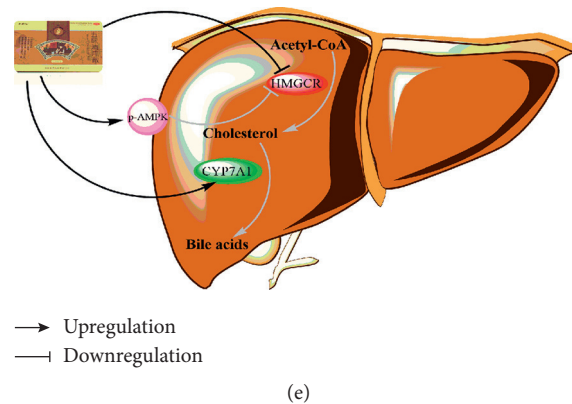 Acetyl-CoA
HMGCR
p-AMPK
Cholesterol
CYP7A1
Bile acids
Upregulation
Downregulation
(e)